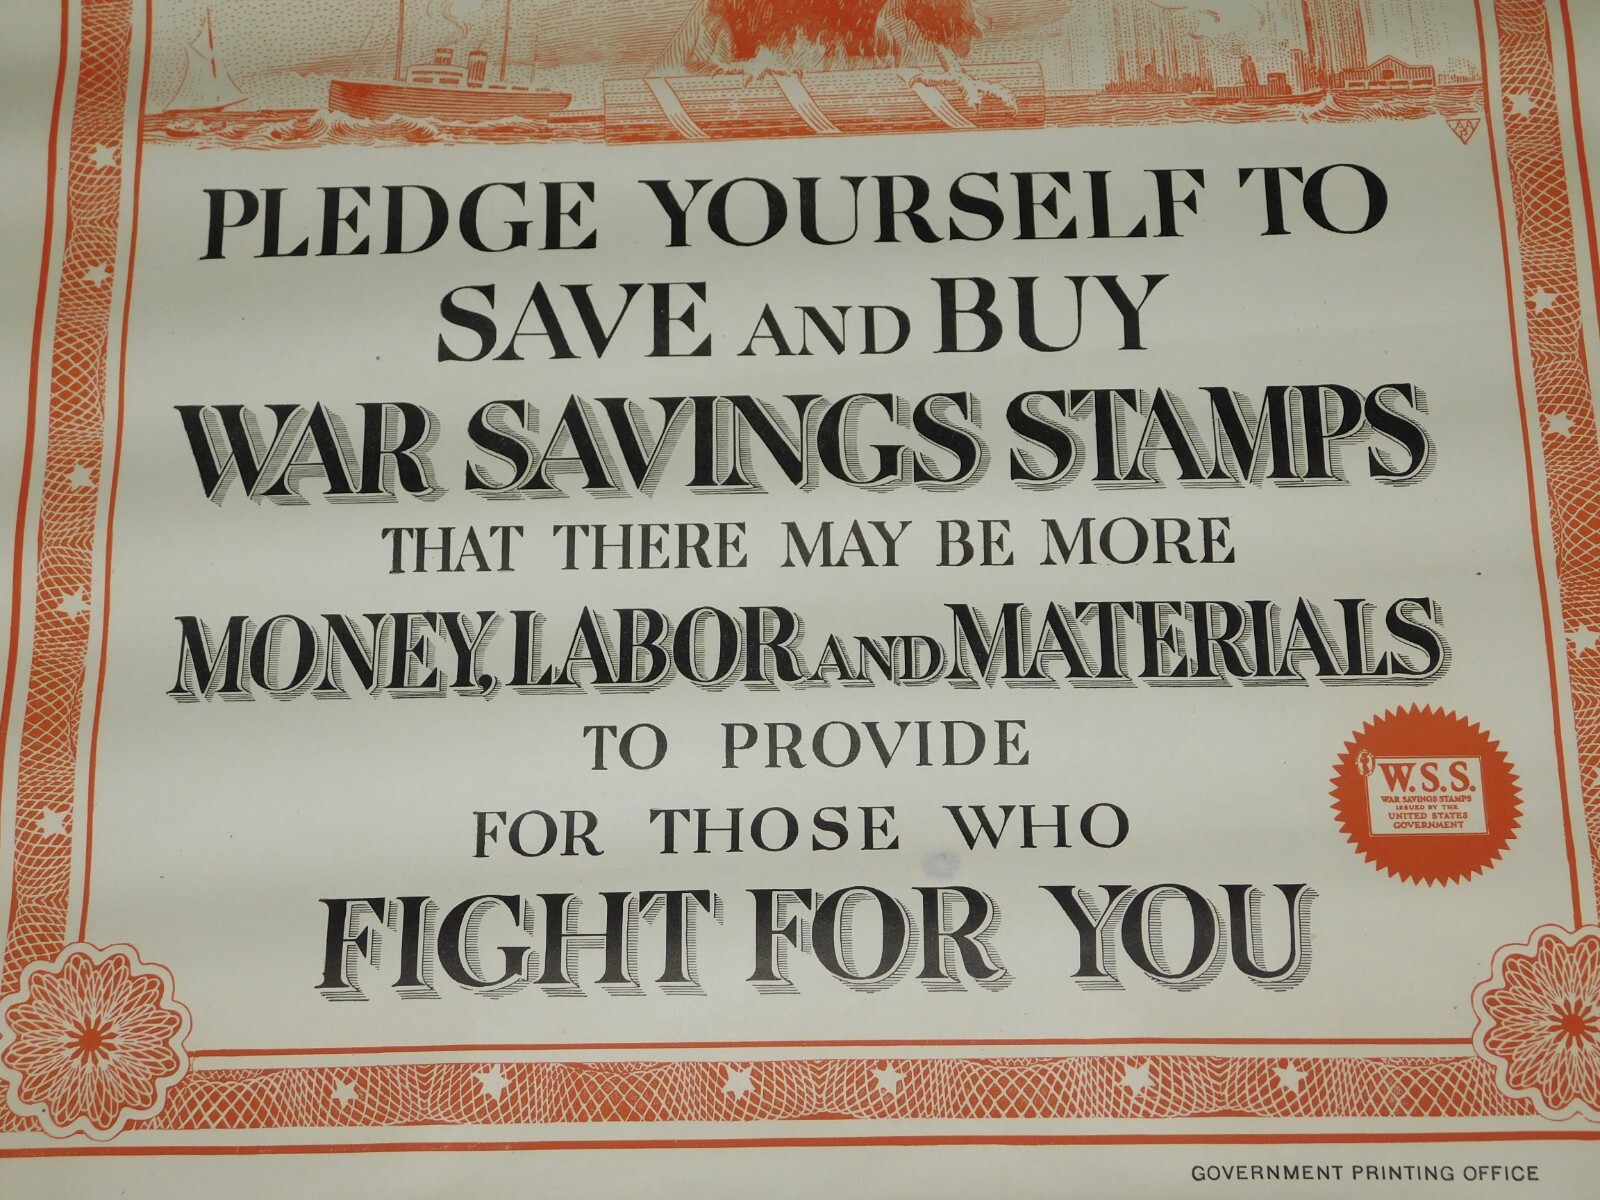 PLEDGE YOURSELF TO
SAVE AND BUY
WAR SAVINGS STAMPS
THAT THERE MAY BE MORE
MONEY, LABOR AND MATERIALS
TO PROVIDE
FOR THOSE WHO
FIGHT FOR YOU
W.S.S.
WAR SAVINGS STAMPS
ISSUED BY THE
UNITED STATES
GOVERNMENT
GOVERNMENT PRINTING OFFICE